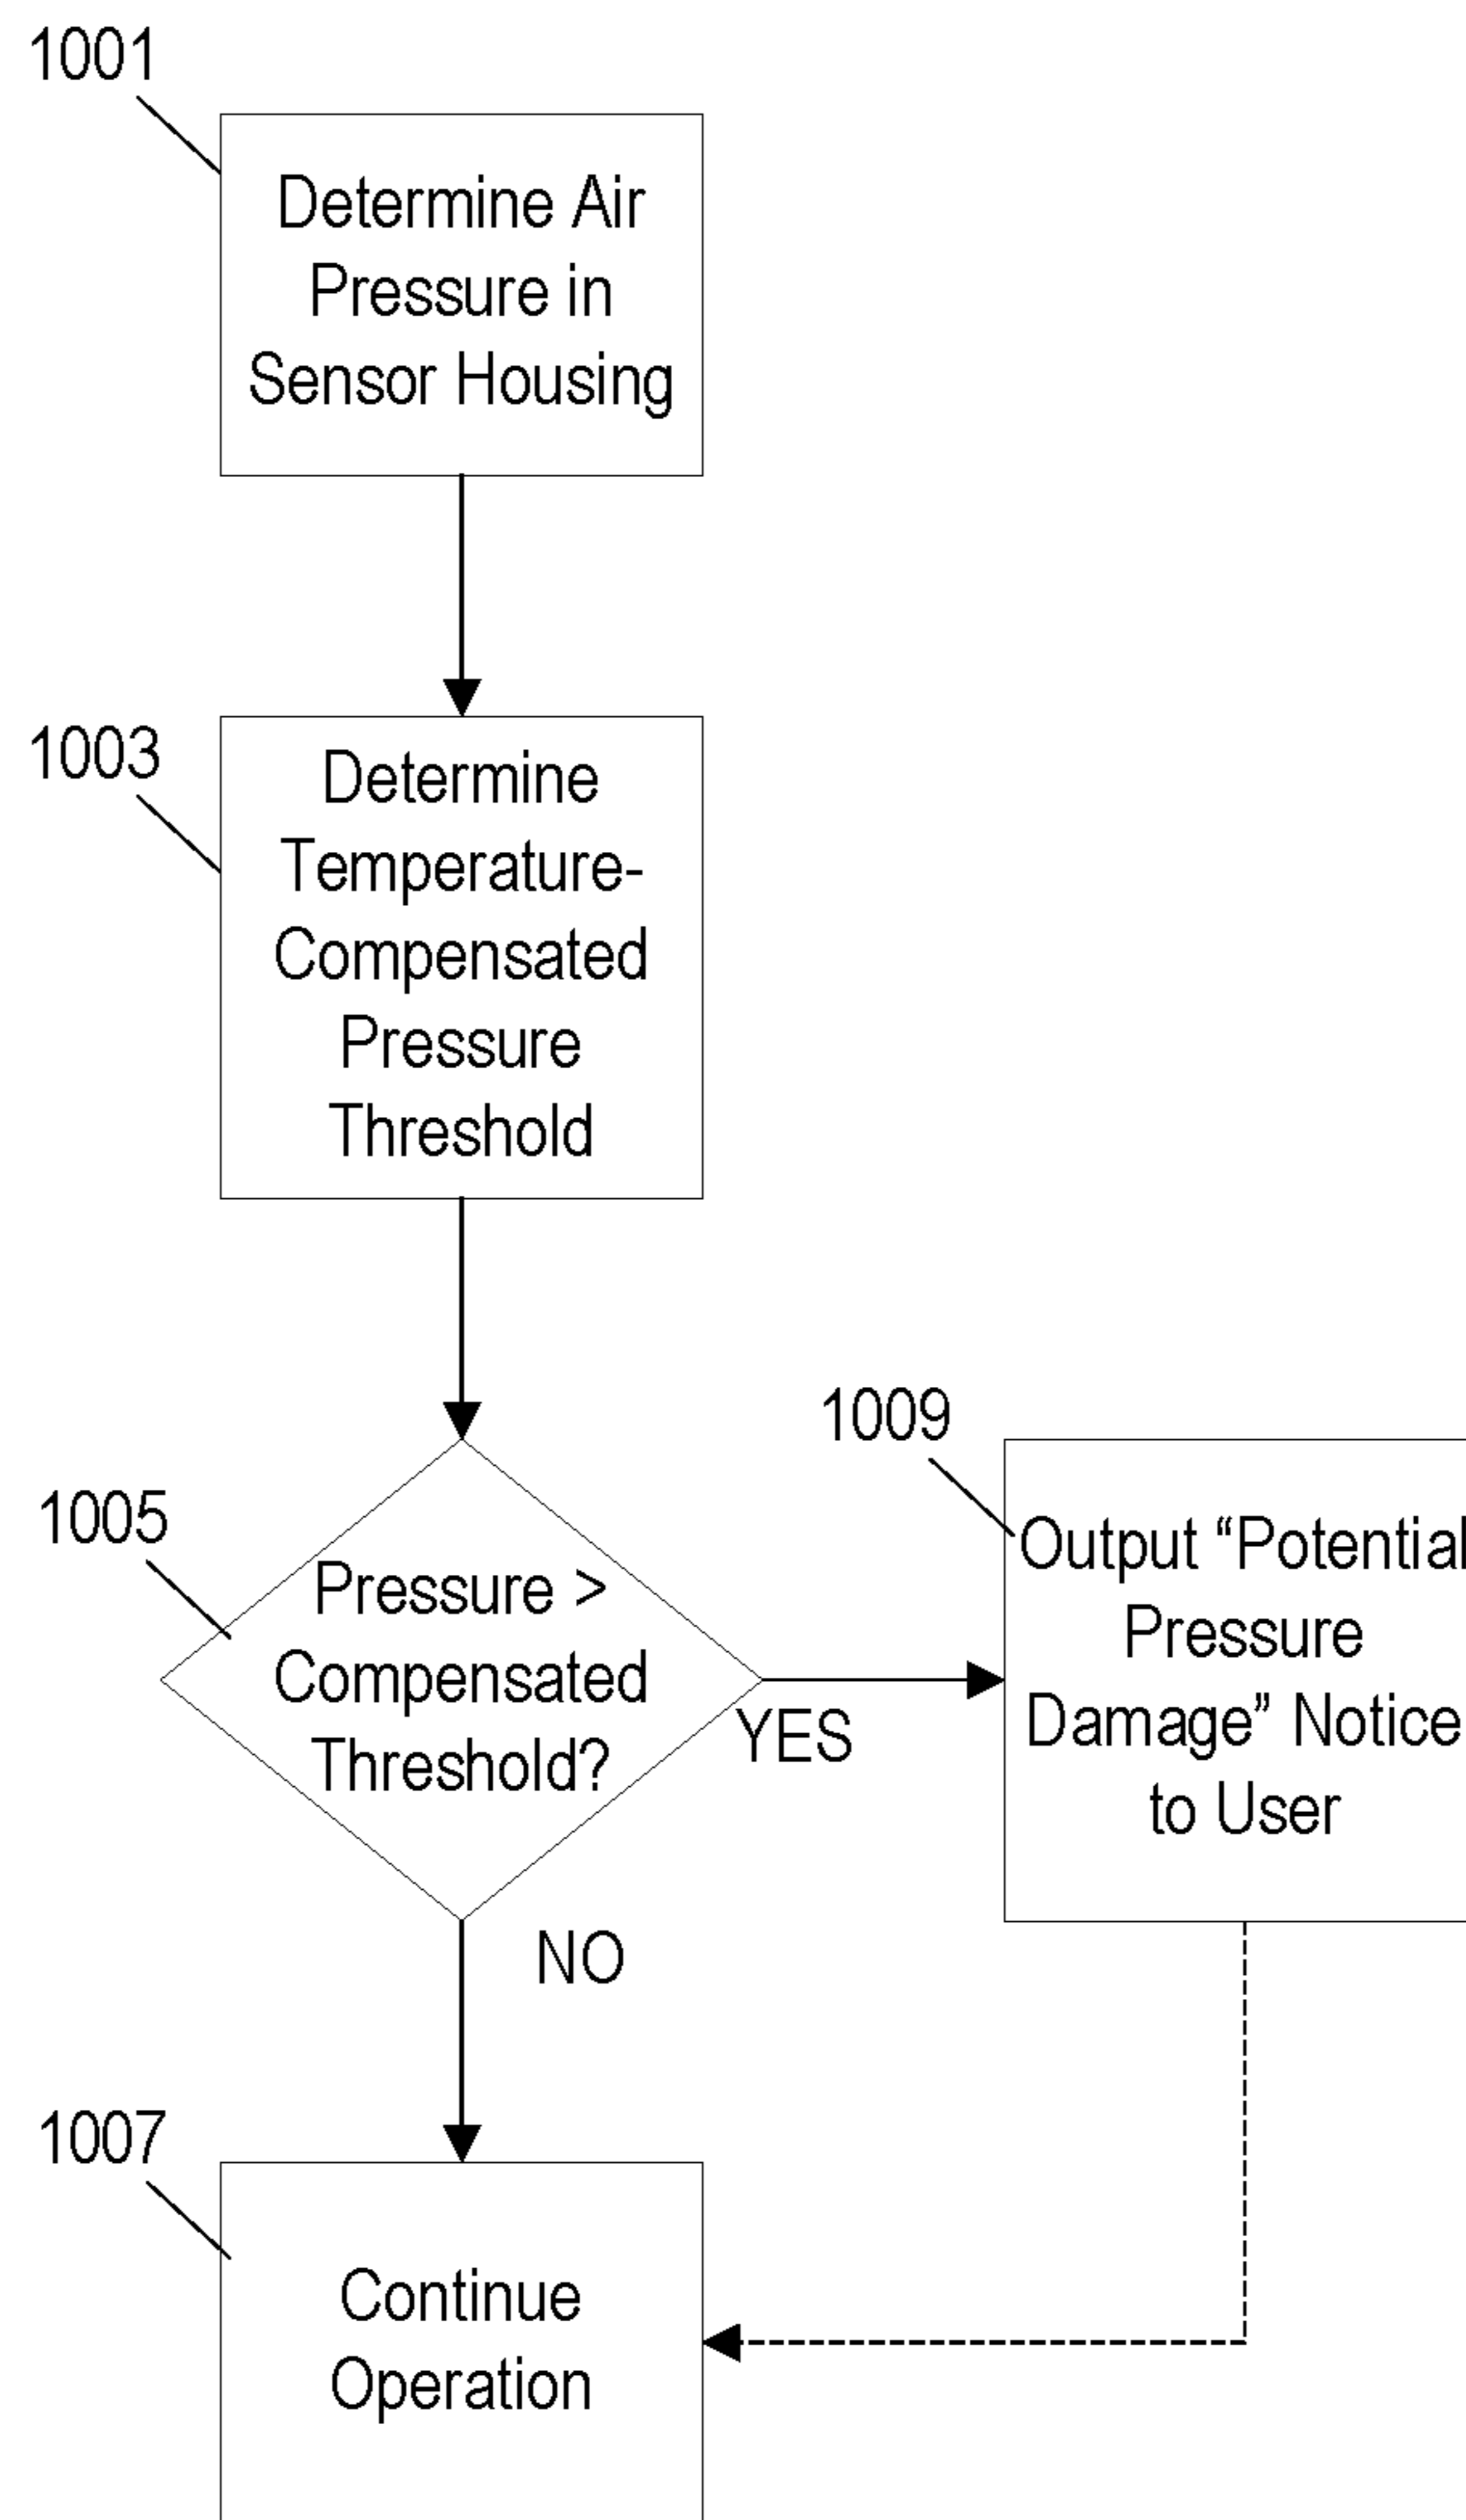 1001
Determine Air
Pressure in
Sensor Housing
1003
Determine
Temperature-
Compensated
Pressure
Threshold
1005
Pressure >
Compensated
Threshold?
YES
1009
Output “Potential
Pressure
Damage” Notice
to User
NO
1007
Continue
Operation